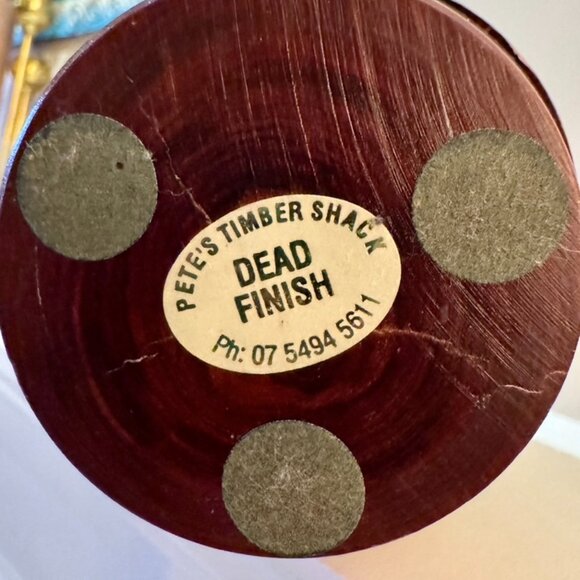 PETE'S TIMBER SHACK
DEAD
FINISH
Ph: 07 5494 5611